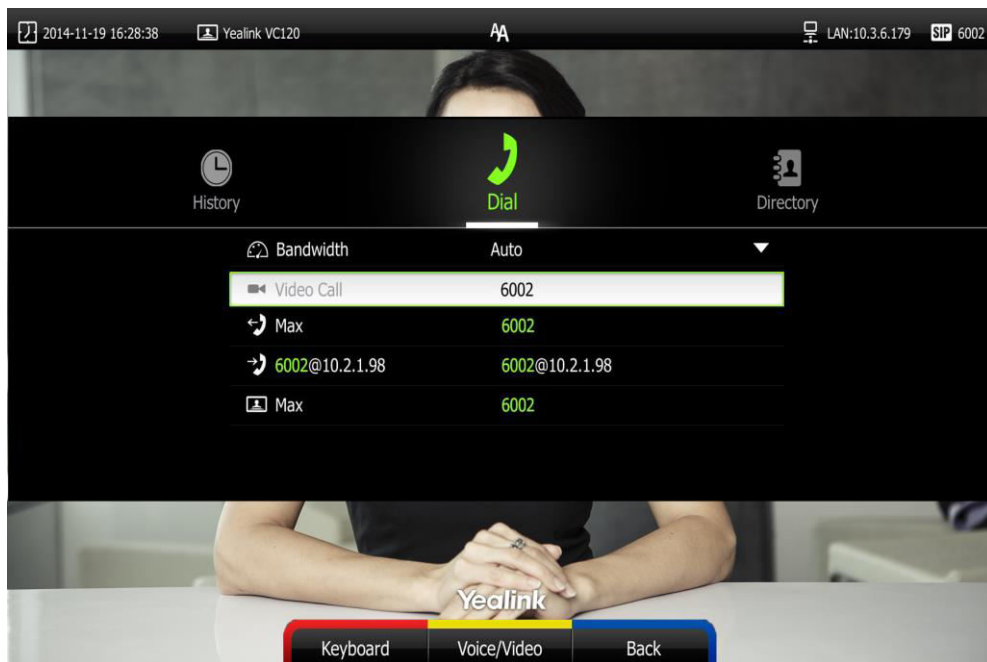 2014-11-19 16:28:38 Yealink VC120 AA LAN:10.3.6.179 SIP 6002
History Dial Directory
Bandwidth Auto
Video Call 6002
Max 6002
6002@10.2.1.98 6002@10.2.1.98
Max 6002
Yealink
Keyboard Voice/Video Back